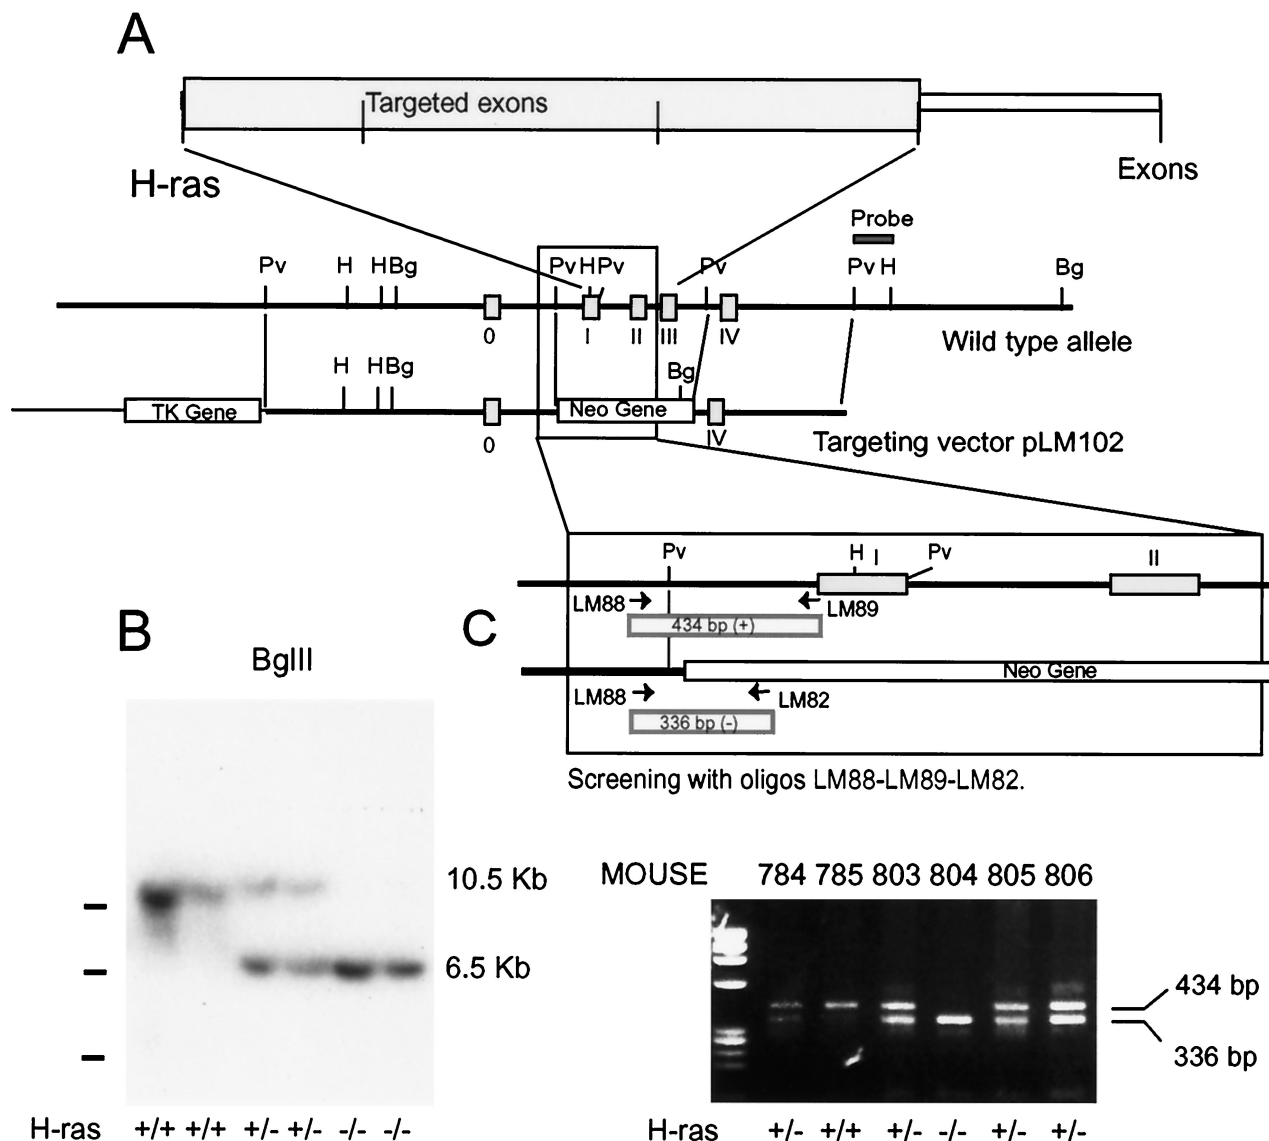 A
Targeted exons
H-ras
Exons
Probe
Pv H H Bg Pv H Pv Pv Pv H Bg
0 I II III IV
Wild type allele
H H Bg Bg
TK Gene Neo Gene
0 IV
Targeting vector pLM102
Pv H I Pv II
LM88 LM89
434 bp (+)
Neo Gene
LM88 LM82
336 bp (-)
Screening with oligos LM88-LM89-LM82.
B
BglII
10.5 Kb
6.5 Kb
H-ras +/+ +/+ +/- +/- -/- -/-
C
MOUSE 784 785 803 804 805 806
434 bp
336 bp
H-ras +/- +/+ +/- -/- +/- +/-